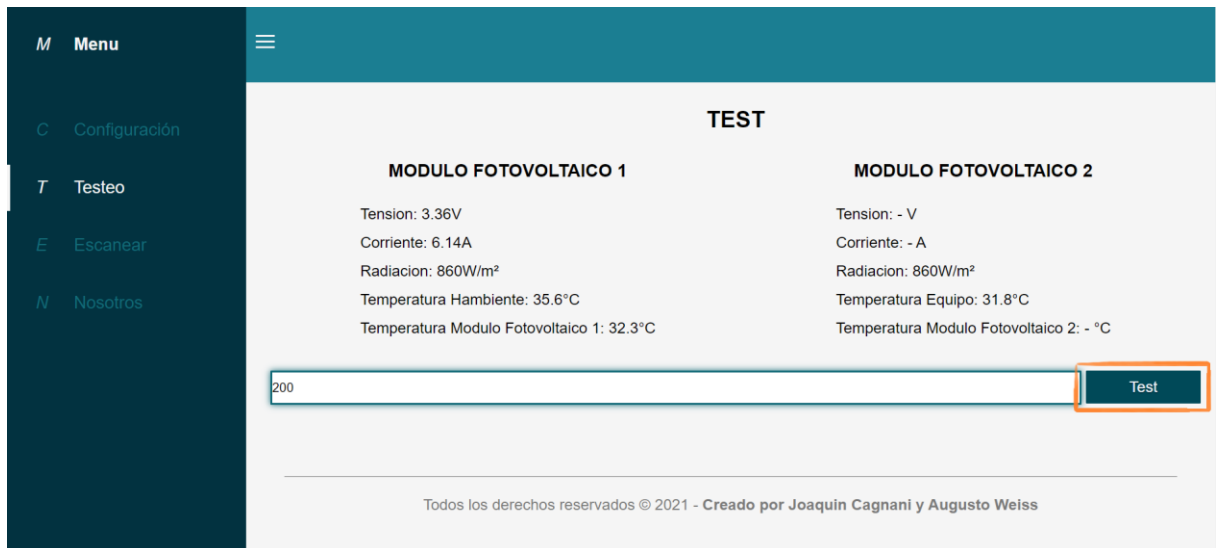 M Menu
C Configuración
T Testeo
E Escanear
N Nosotros
TEST
MODULO FOTOVOLTAICO 1
Tension: 3.36V
Corriente: 6.14A
Radiacion: 860W/m²
Temperatura Hambiente: 35.6°C
Temperatura Modulo Fotovoltaico 1: 32.3°C
MODULO FOTOVOLTAICO 2
Tension: - V
Corriente: - A
Radiacion: 860W/m²
Temperatura Equipo: 31.8°C
Temperatura Modulo Fotovoltaico 2: - °C
200
Test
Todos los derechos reservados © 2021 - Creado por Joaquin Cagnani y Augusto Weiss